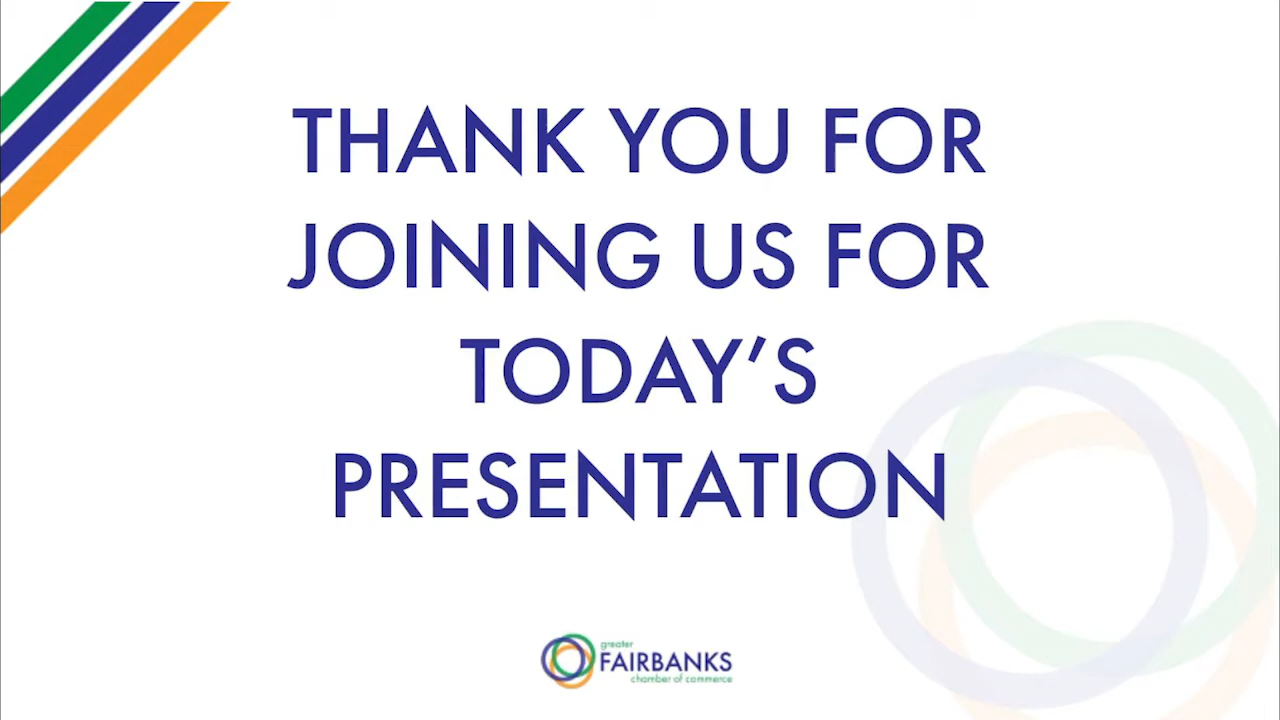 THANK YOU FOR
JOINING US FOR
TODAY’S
PRESENTATION
greater
FAIRBANKS
chamber of commerce